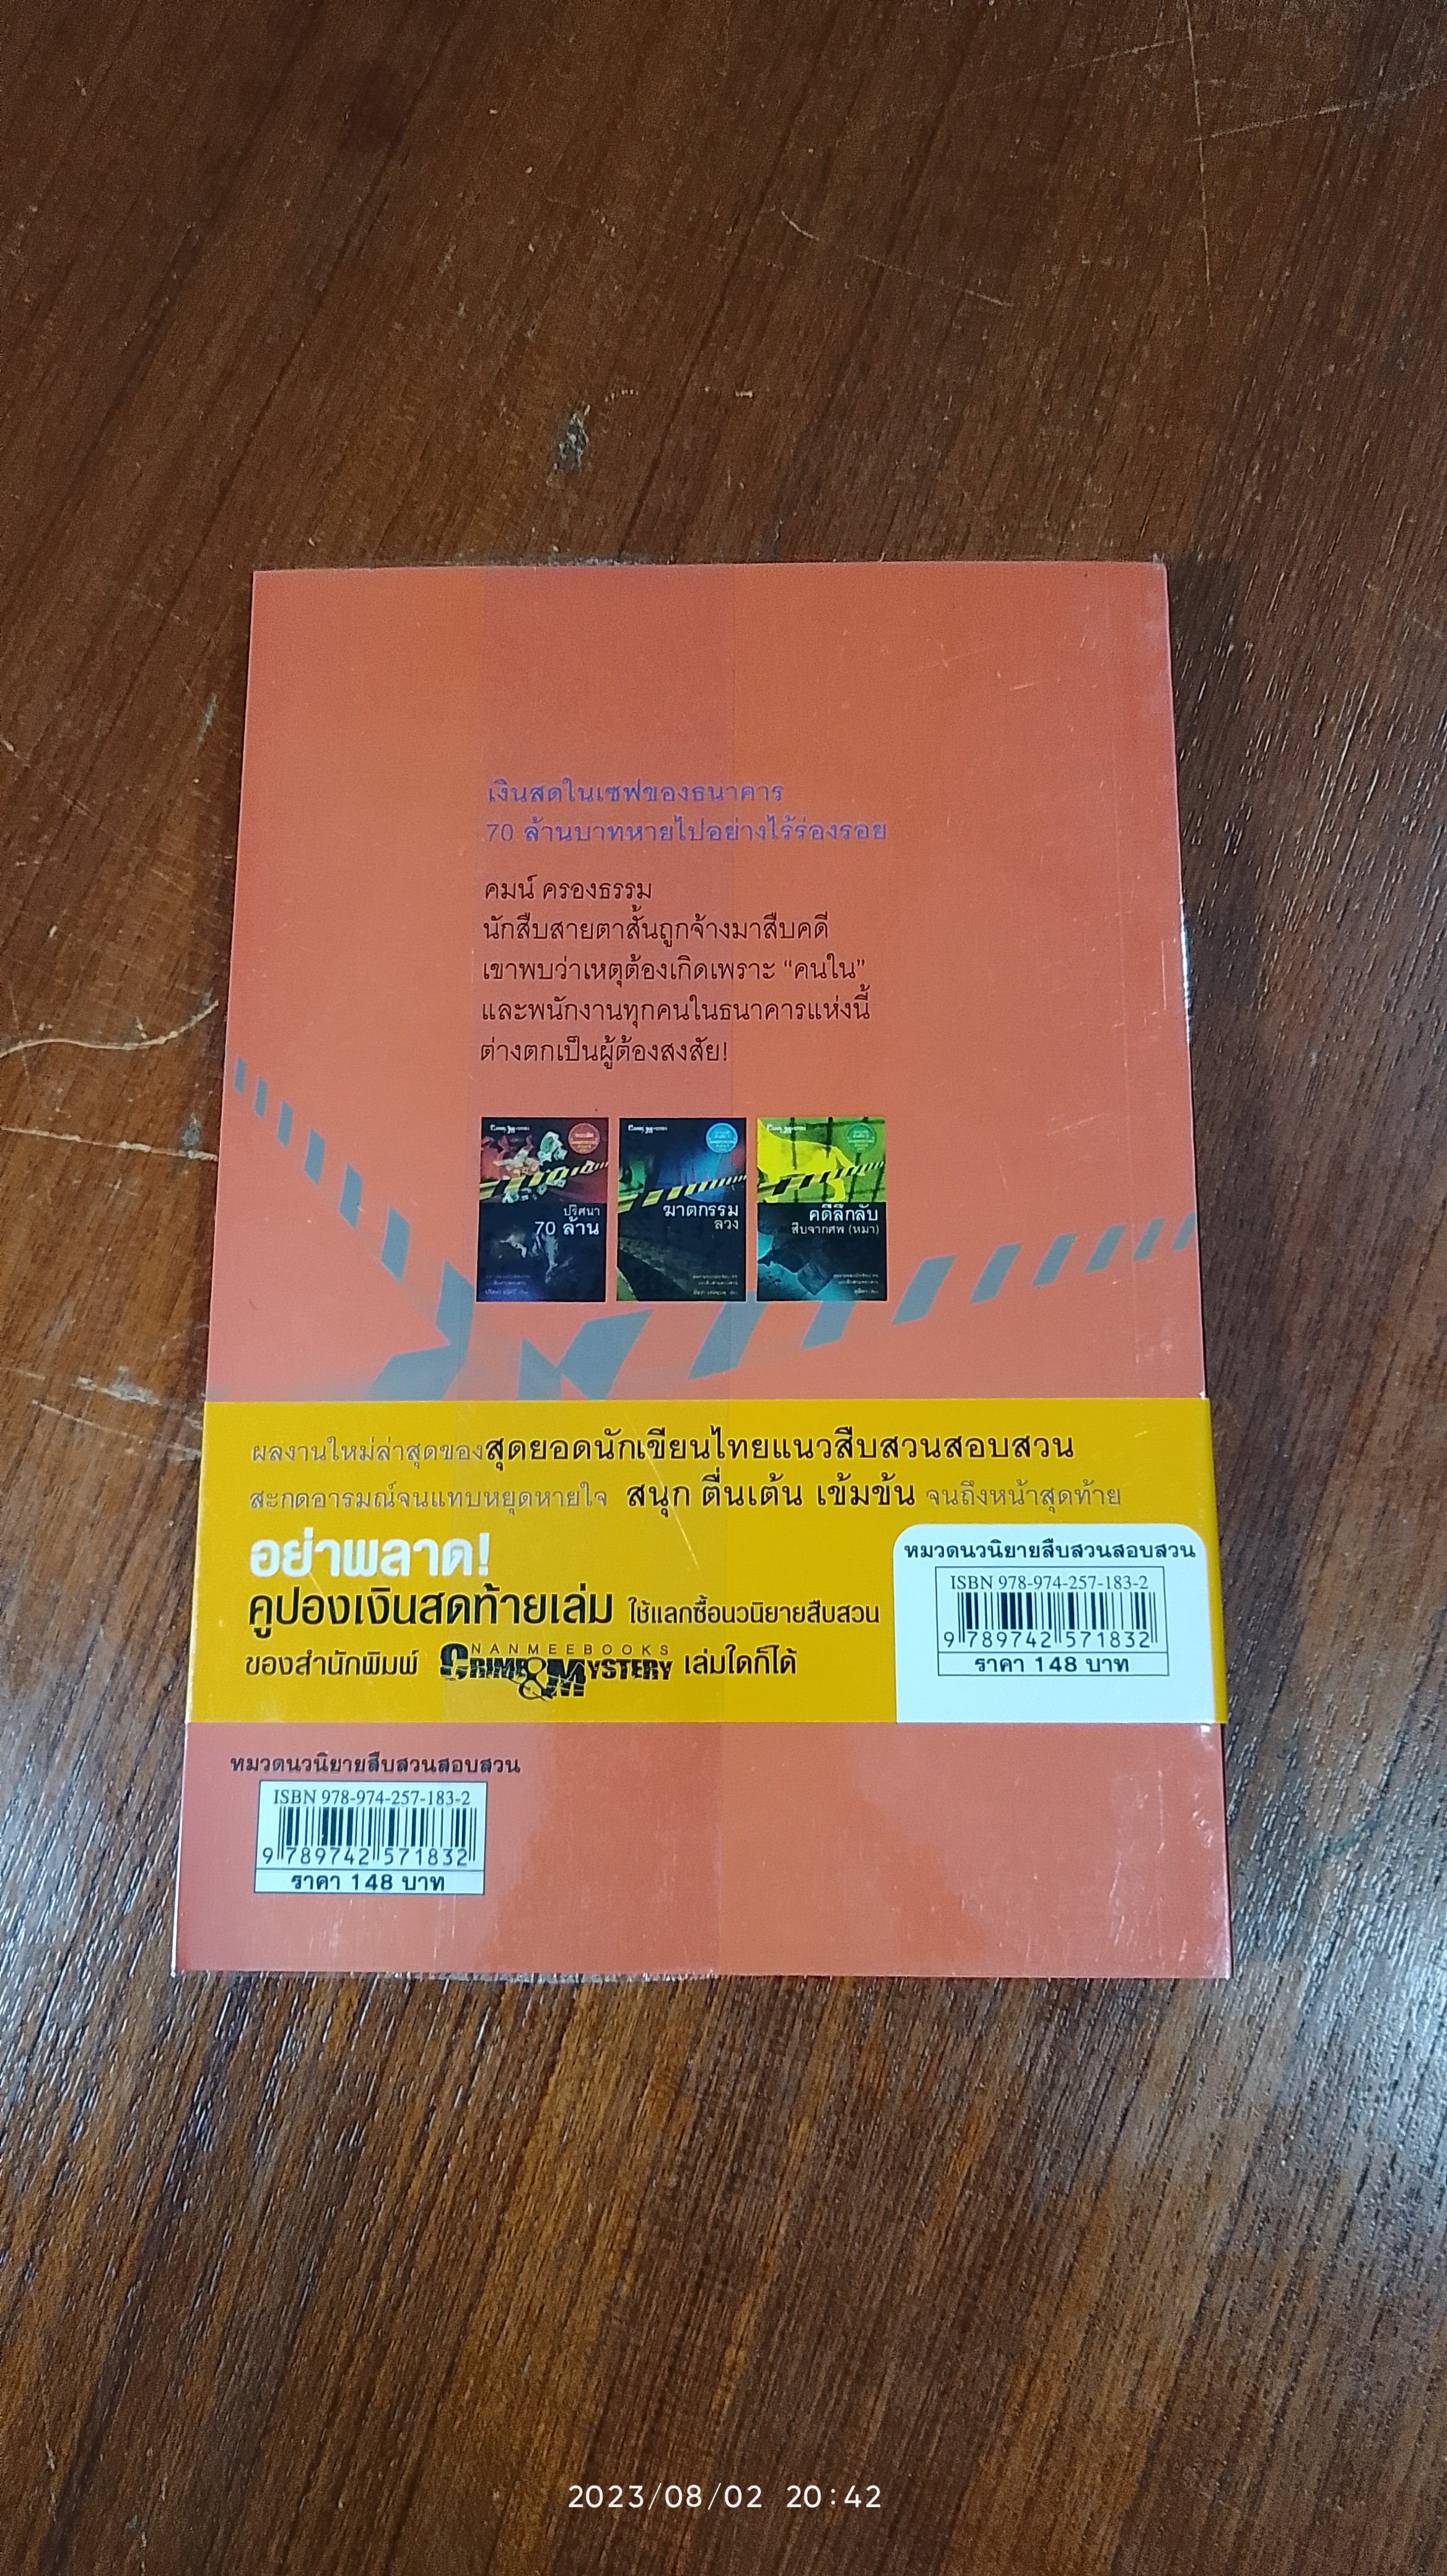 เงินสดในเซฟของธนาคาร
70 ล้านบาทหายไปอย่างไร้ร่องรอย
คมน์ ครองธรรม
นักสืบสายตาสั้นถูกจ้างมาสืบคดี
เขาพบว่าเหตุต้องเกิดเพราะ “คนใน”
และพนักงานทุกคนในธนาคารแห่งนี้
ต่างตกเป็นผู้ต้องสงสัย!
ปริศนา
70 ล้าน
ฆาตกรรม
ลวง
คดีลึกลับ
สืบจากศพ (หมา)
ผลงานใหม่ล่าสุดของสุดยอดนักเขียนไทยแนวสืบสวนสอบสวน
สะกดอารมณ์จนแทบหยุดหายใจ สนุก ตื่นเต้น เข้มข้น จนถึงหน้าสุดท้าย
อย่าพลาด!
คูปองเงินสดท้ายเล่ม ใช้แลกซื้อนวนิยายสืบสวน
ของสำนักพิมพ์ NANMEEBOOKS CRIME & MYSTERY เล่มใดก็ได้
หมวดนวนิยายสืบสวนสอบสวน
ISBN 978-974-257-183-2
9 789742 571832
ราคา 148 บาท
หมวดนวนิยายสืบสวนสอบสวน
ISBN 978-974-257-183-2
9 789742 571832
ราคา 148 บาท
2023/08/02 20:42